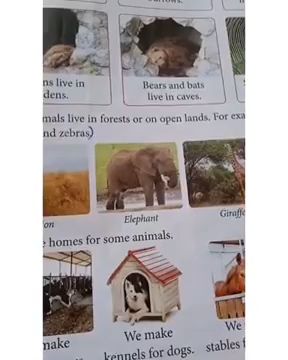 ns live in
dens.
Bears and bats
live in caves.
mals live in forests or on open lands. For exa
nd zebras)
on
Elephant
Giraffe
e homes for some animals.
make
We make
kennels for dogs.
We
stables f